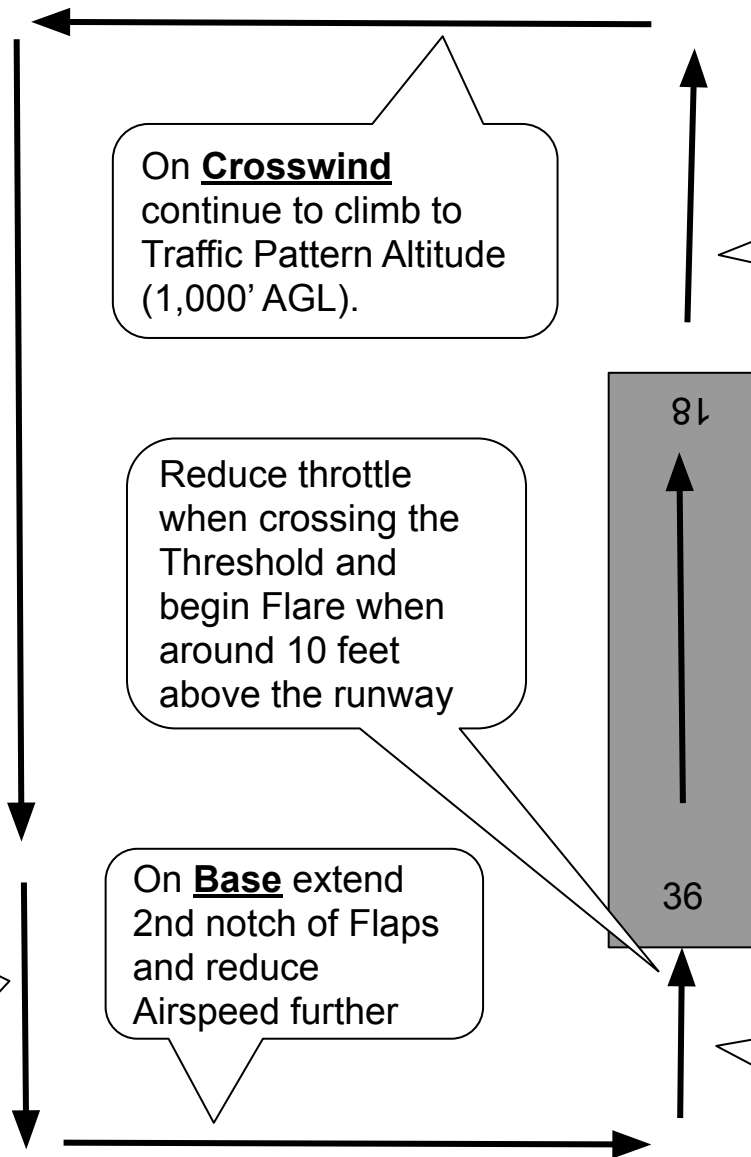 On Crosswind
continue to climb to
Traffic Pattern Altitude
(1,000’ AGL).
18
Reduce throttle
when crossing the
Threshold and
begin Flare when
around 10 feet
above the runway
36
On Base extend
2nd notch of Flaps
and reduce
Airspeed further